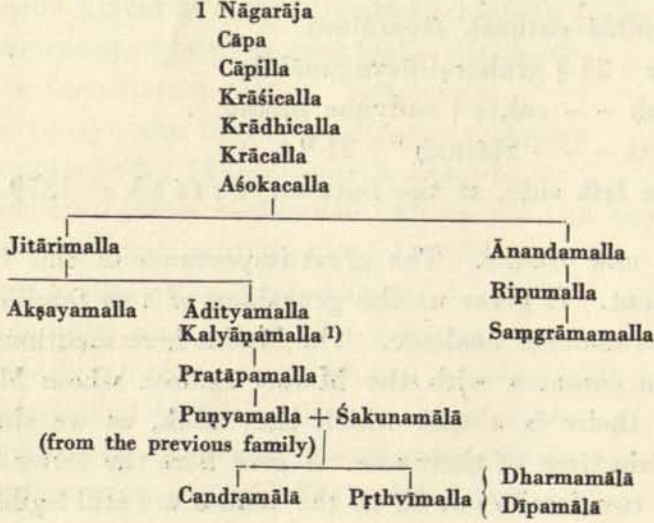 1 Nāgarāja
Cāpa
Cāpilla
Krāśicalla
Krādhicalla
Krācalla
Aśokacalla
Jitārimalla Ānandamalla
Ripumalla
Akṣayamalla Ādityamalla
Kalyāṇamalla ¹) Saṃgrāmamalla
Pratāpamalla
Puṇyamalla + Śakunamālā
(from the previous family)
Candramālā Pṛthvīmalla { Dharmamālā
Dīpamālā